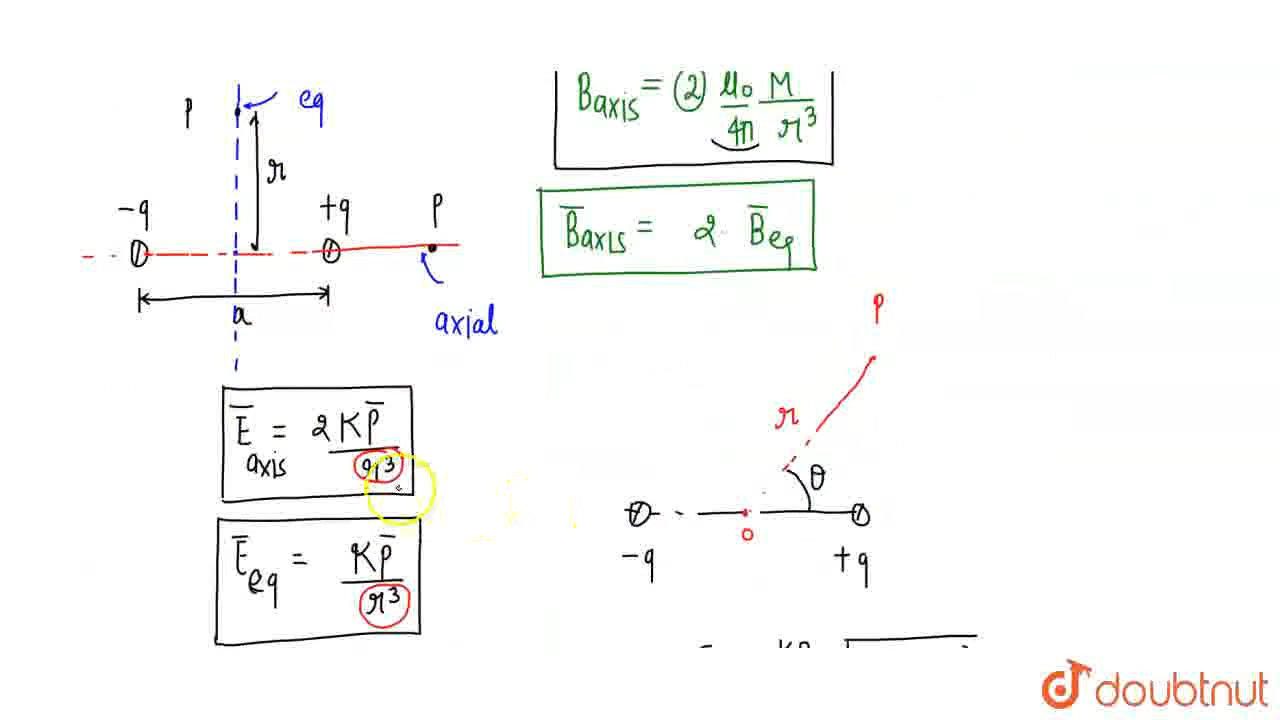 P
eq
r
-q
+q
P
a
axial
B axis = 2 μ0/4π M/r³
B̅ axis = 2 B̅ eq
E̅ axis = 2KP̅/r³
E̅ eq = KP̅/r³
P
r
θ
O
-q
+q
doubtnut